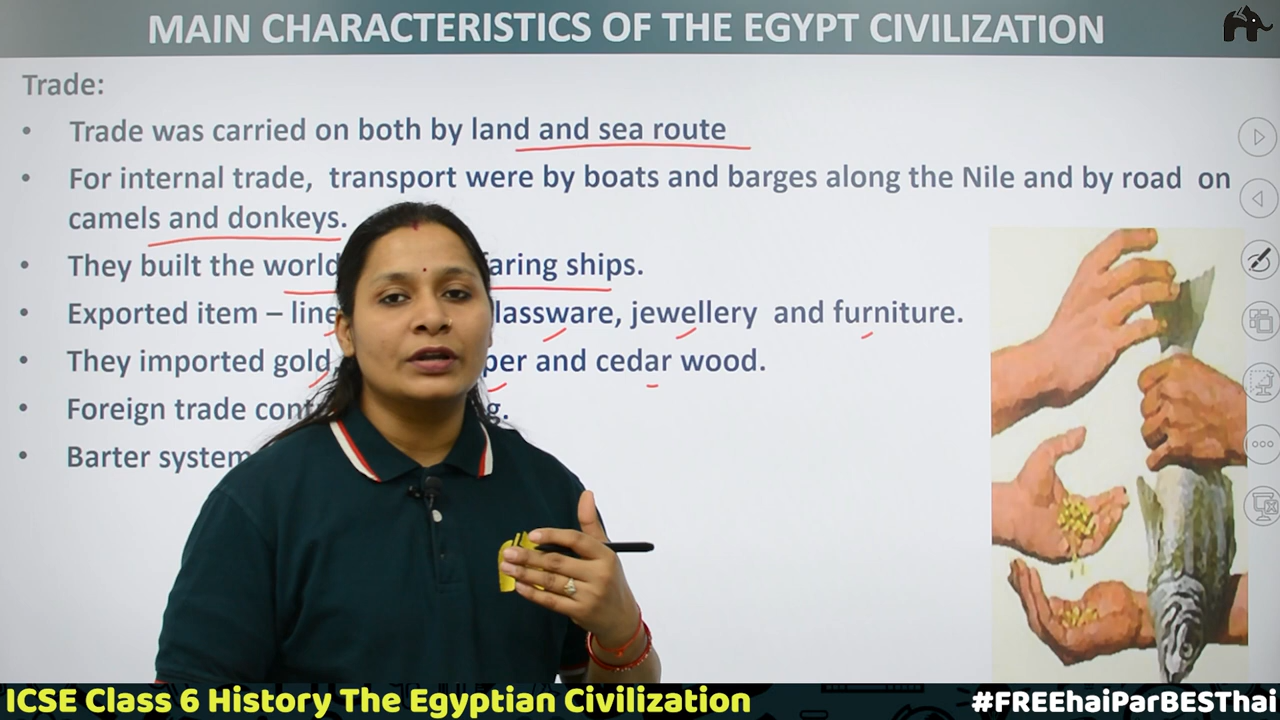 MAIN CHARACTERISTICS OF THE EGYPT CIVILIZATION
Trade:
• Trade was carried on both by land and sea route
• For internal trade, transport were by boats and barges along the Nile and by road on
camels and donkeys.
• They built the world faring ships.
• Exported item – line lassware, jewellery and furniture.
• They imported gold, per and cedar wood.
• Foreign trade cont g.
• Barter system
ICSE Class 6 History The Egyptian Civilization
#FREEhaiParBESThai